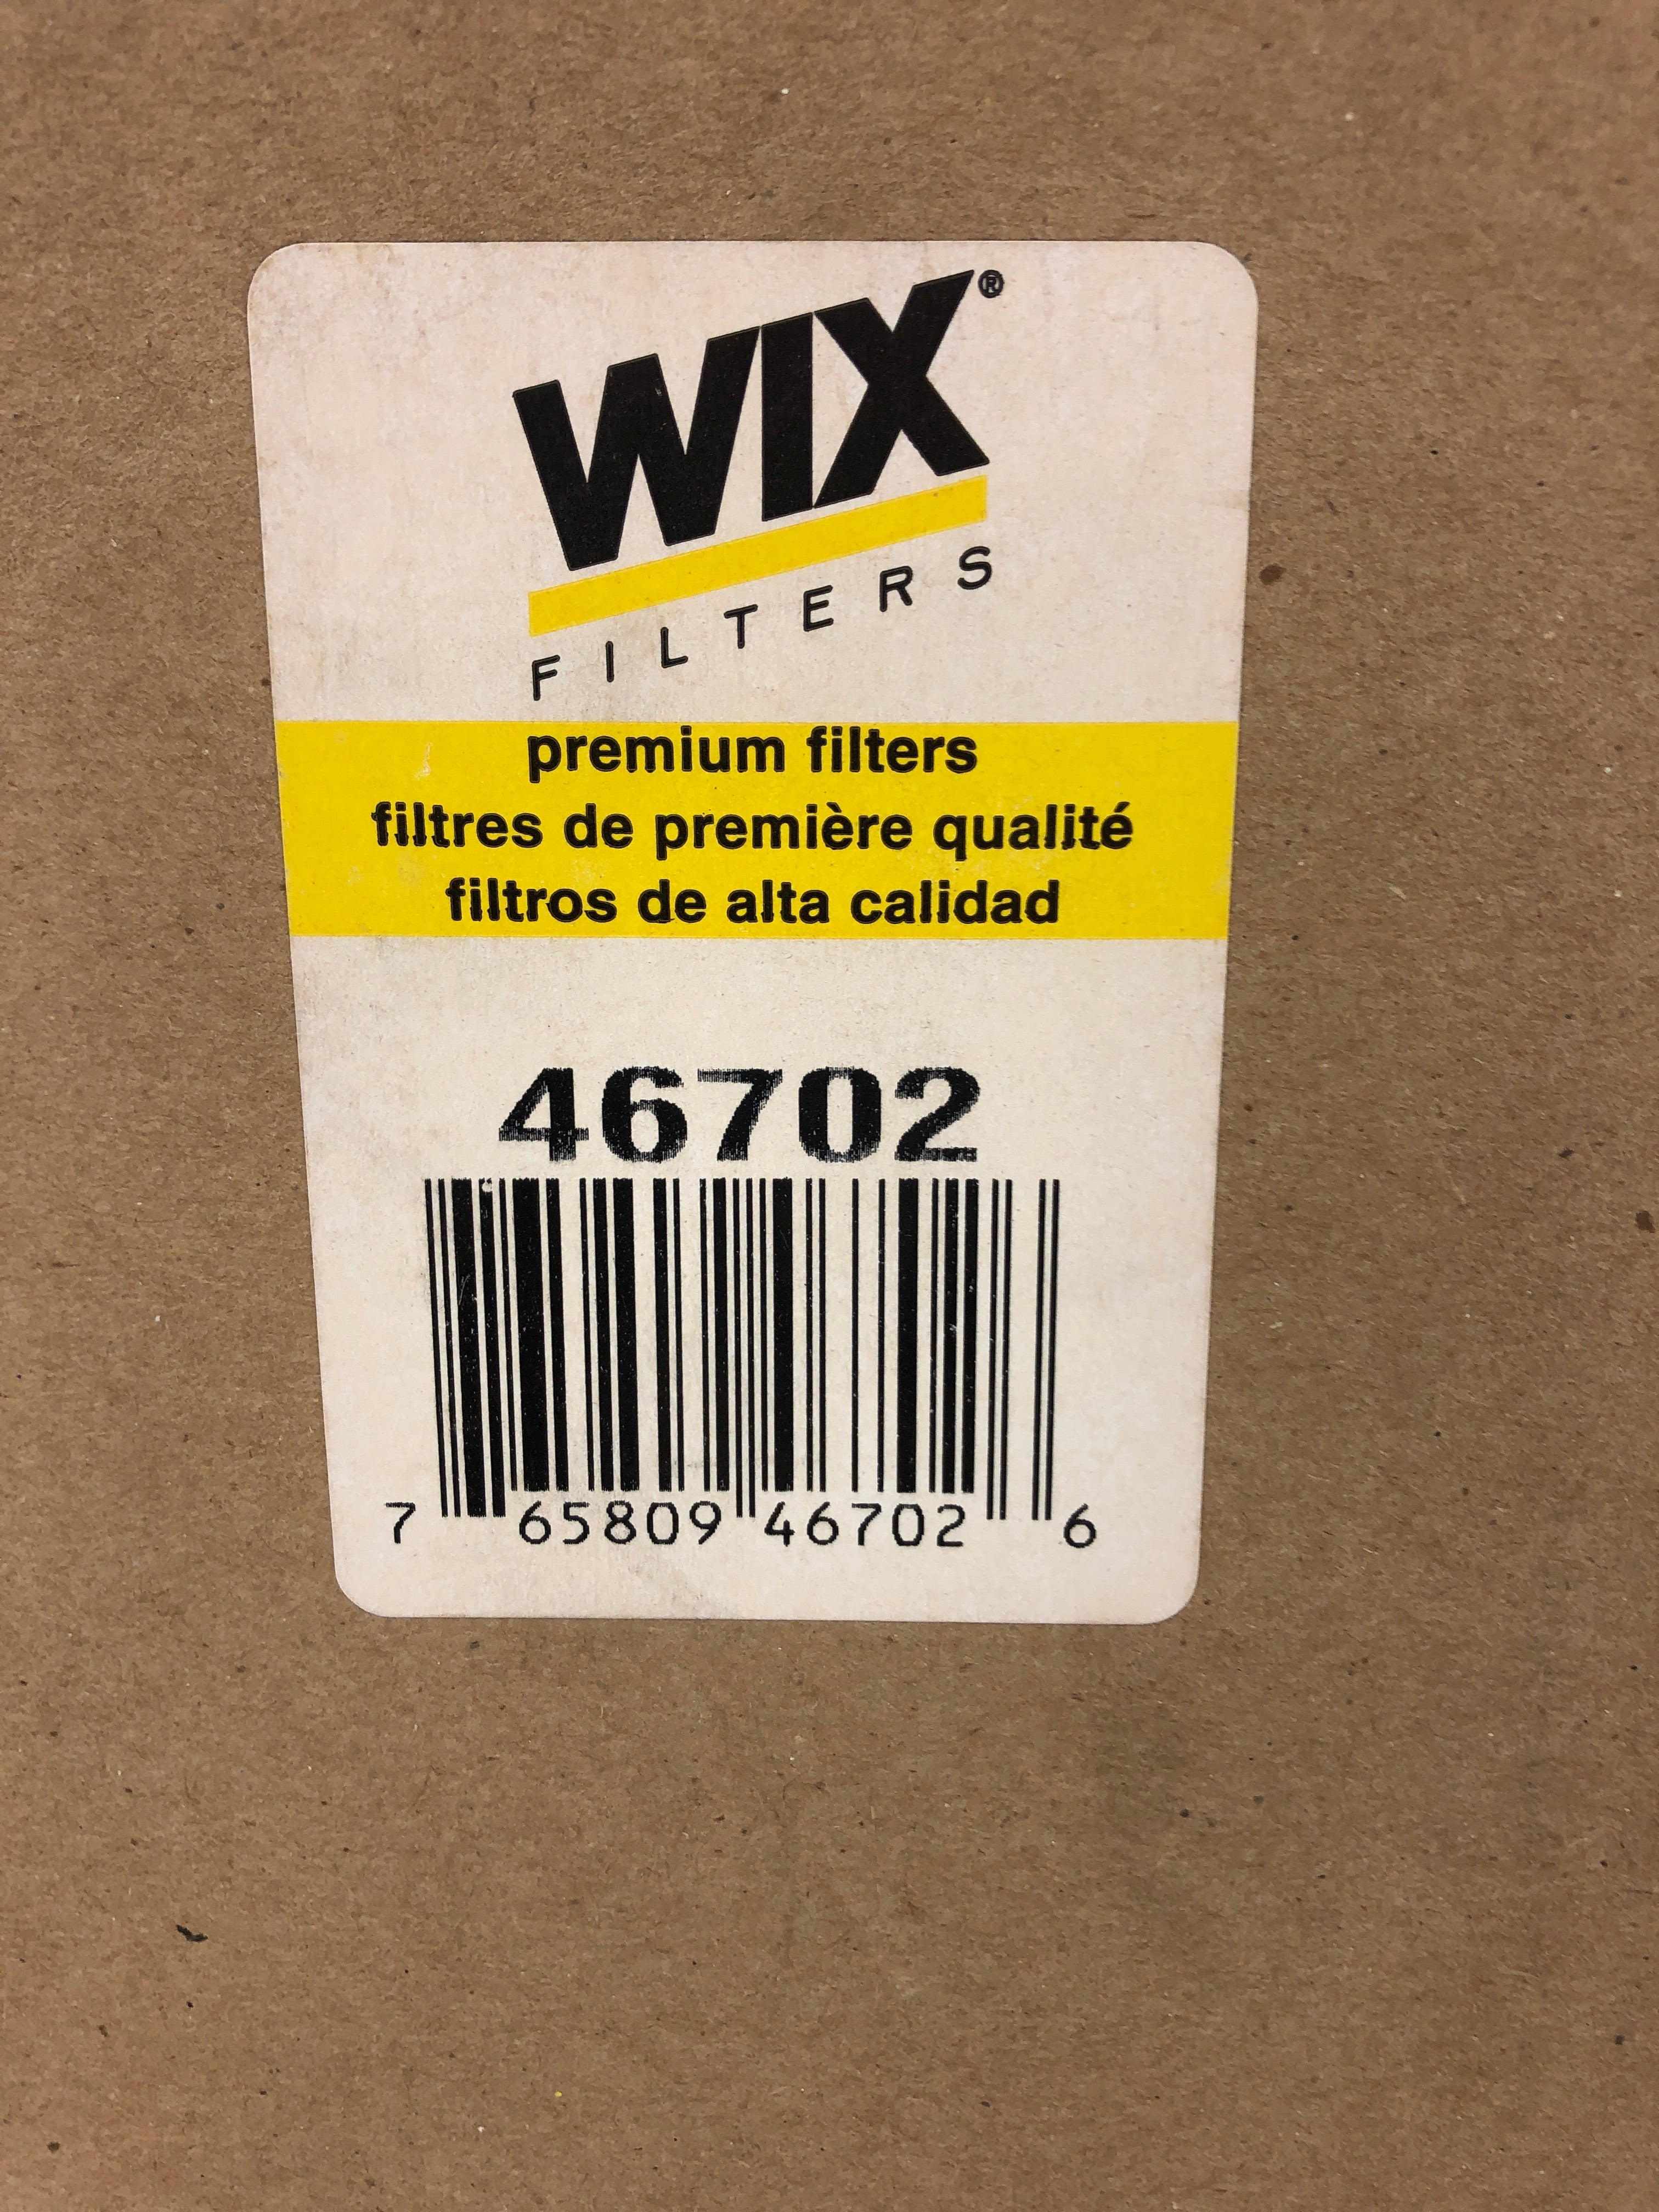 WIX®
FILTERS
premium filters
filtres de première qualité
filtros de alta calidad
46702
7 65809 46702 6